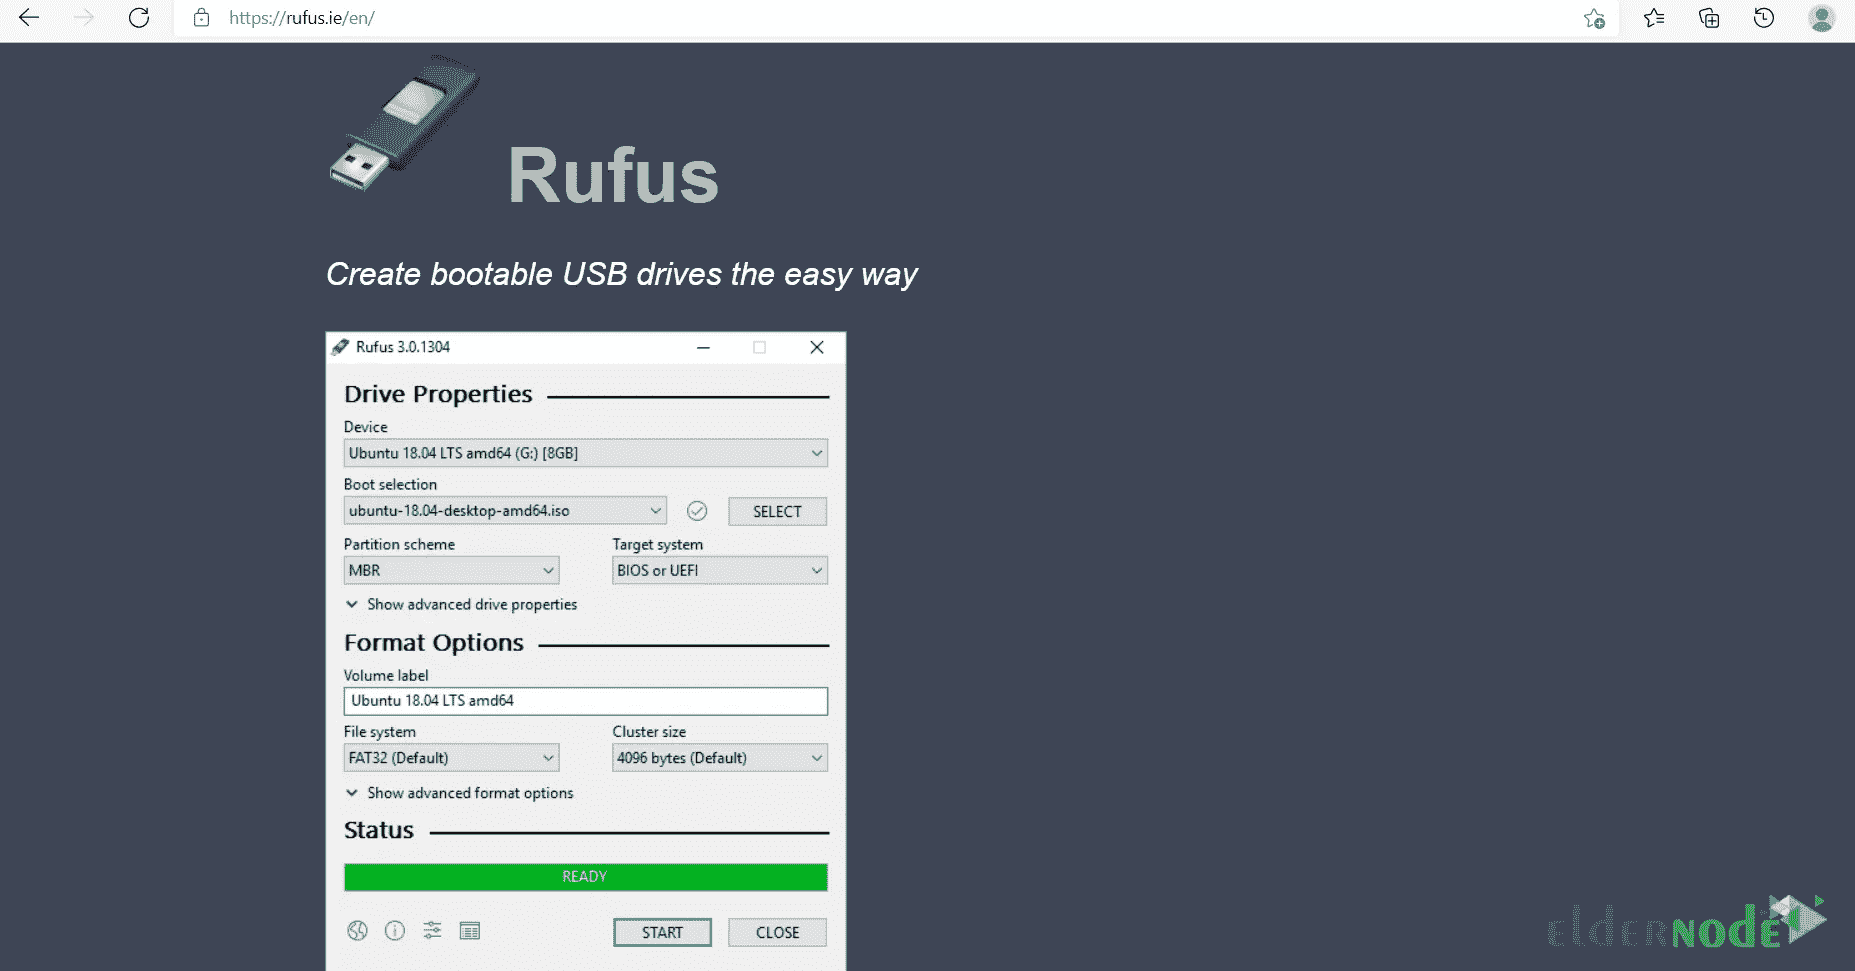 https://rufus.ie/en/
Rufus
Create bootable USB drives the easy way
Rufus 3.0.1304
Drive Properties
Device
Ubuntu 18.04 LTS amd64 (G:) [8GB]
Boot selection
ubuntu-18.04-desktop-amd64.iso
SELECT
Partition scheme
Target system
MBR
BIOS or UEFI
Show advanced drive properties
Format Options
Volume label
Ubuntu 18.04 LTS amd64
File system
Cluster size
FAT32 (Default)
4096 bytes (Default)
Show advanced format options
Status
READY
START
CLOSE
eldernode